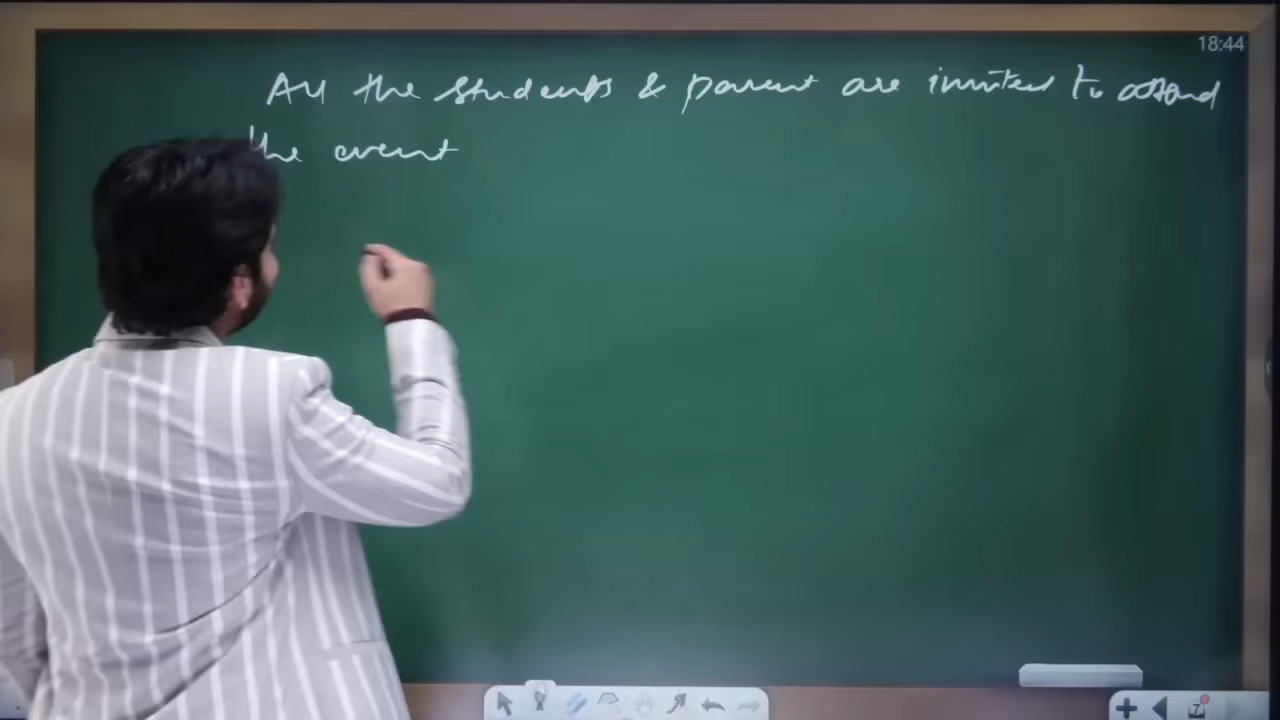 18:44
All the students & parent are invited to attend
the event